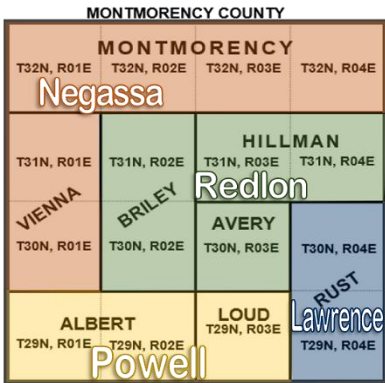 MONTMORENCY COUNTY
MONTMORENCY
T32N, R01E T32N, R02E T32N, R03E T32N, R04E
Negassa
HILLMAN
T31N, R01E T31N, R02E T31N, R03E T31N, R04E
Redlon
VIENNA BRILEY
AVERY
T30N, R01E T30N, R02E T30N, R03E T30N, R04E
RUST
ALBERT LOUD
Lawrence
T29N, R01E T29N, R02E T29N, R03E T29N, R04E
Powell